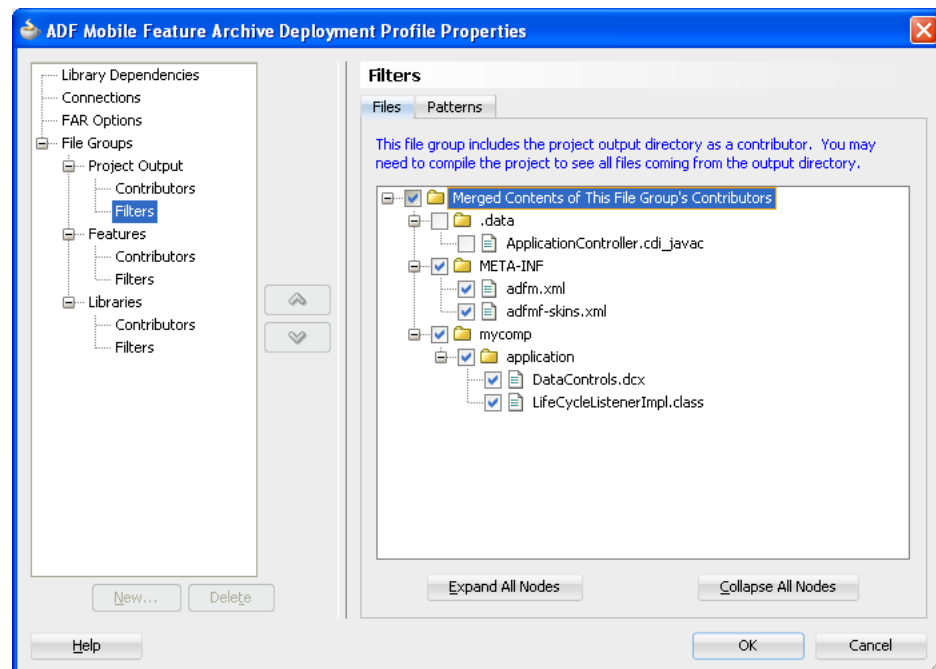 ADF Mobile Feature Archive Deployment Profile Properties
Library Dependencies
Connections
FAR Options
File Groups
Project Output
Contributors
Filters
Features
Contributors
Filters
Libraries
Contributors
Filters
New...
Delete
Filters
Files
Patterns
This file group includes the project output directory as a contributor. You may
need to compile the project to see all files coming from the output directory.
Merged Contents of This File Group's Contributors
.data
ApplicationController.cdi_javac
META-INF
adfm.xml
adfmf-skins.xml
mycomp
application
DataControls.dcx
LifeCycleListenerImpl.class
Expand All Nodes
Collapse All Nodes
Help
OK
Cancel